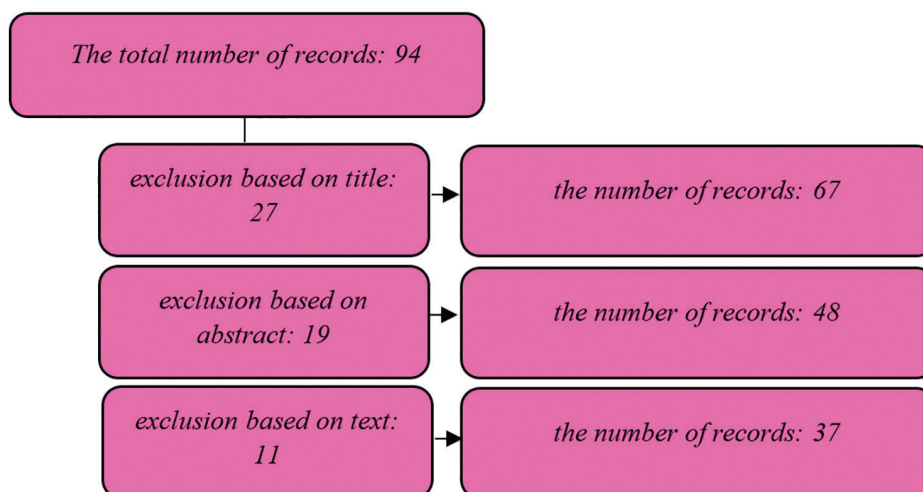 The total number of records: 94
exclusion based on title:
27
the number of records: 67
exclusion based on
abstract: 19
the number of records: 48
exclusion based on text:
11
the number of records: 37